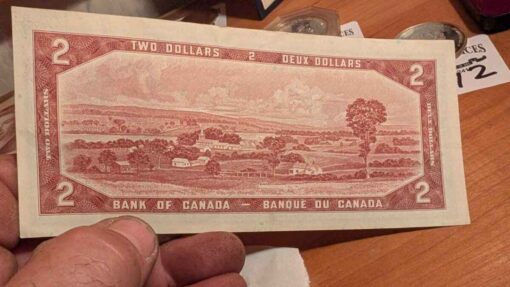 2 TWO DOLLARS 2 DEUX DOLLARS 2
TWO DOLLARS
DEUX DOLLARS
2 2
BANK OF CANADA — BANQUE DU CANADA